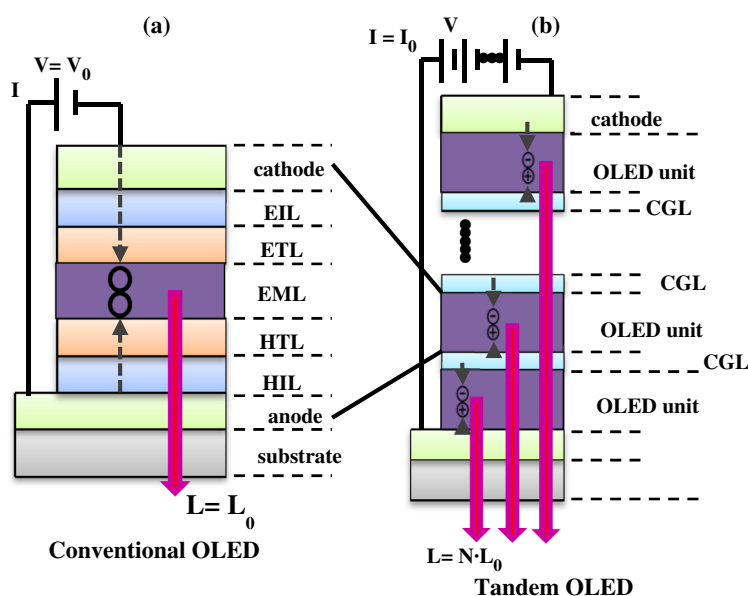 (a)
V= V0
I
cathode
EIL
ETL
EML
HTL
HIL
anode
substrate
L= L0
Conventional OLED
(b)
I = I0
V
cathode
OLED unit
CGL
CGL
OLED unit
CGL
OLED unit
L= N·L0
Tandem OLED